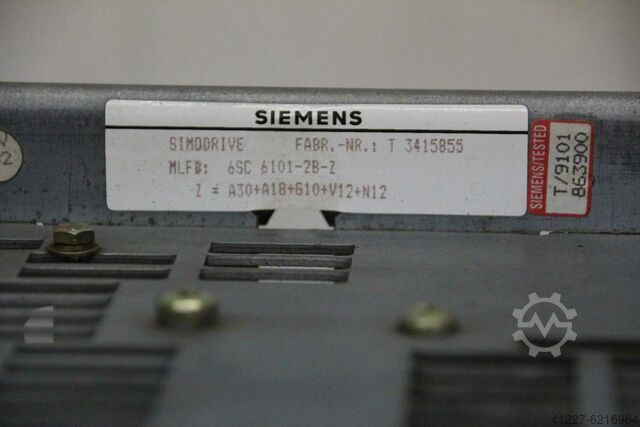 SIEMENS
SIMODRIVE FABR.-NR.: T 3415855
MLFB: 6SC 6101-2B-Z
Z = A30+A18+G10+V12+N12
SIEMENS/TESTED
T/9101
863900
41227-6216964